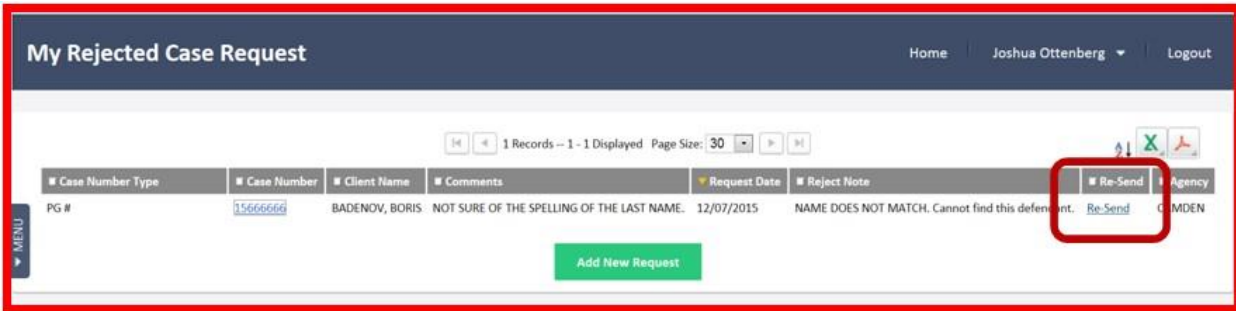 My Rejected Case Request Home Joshua Ottenberg Logout
1 Records -- 1 - 1 Displayed Page Size: 30
Case Number Type Case Number Client Name Comments Request Date Reject Note Re-Send Agency
PG # 15666666 BADENOV, BORIS NOT SURE OF THE SPELLING OF THE LAST NAME. 12/07/2015 NAME DOES NOT MATCH. Cannot find this defendant. Re-Send CAMDEN
MENU
Add New Request